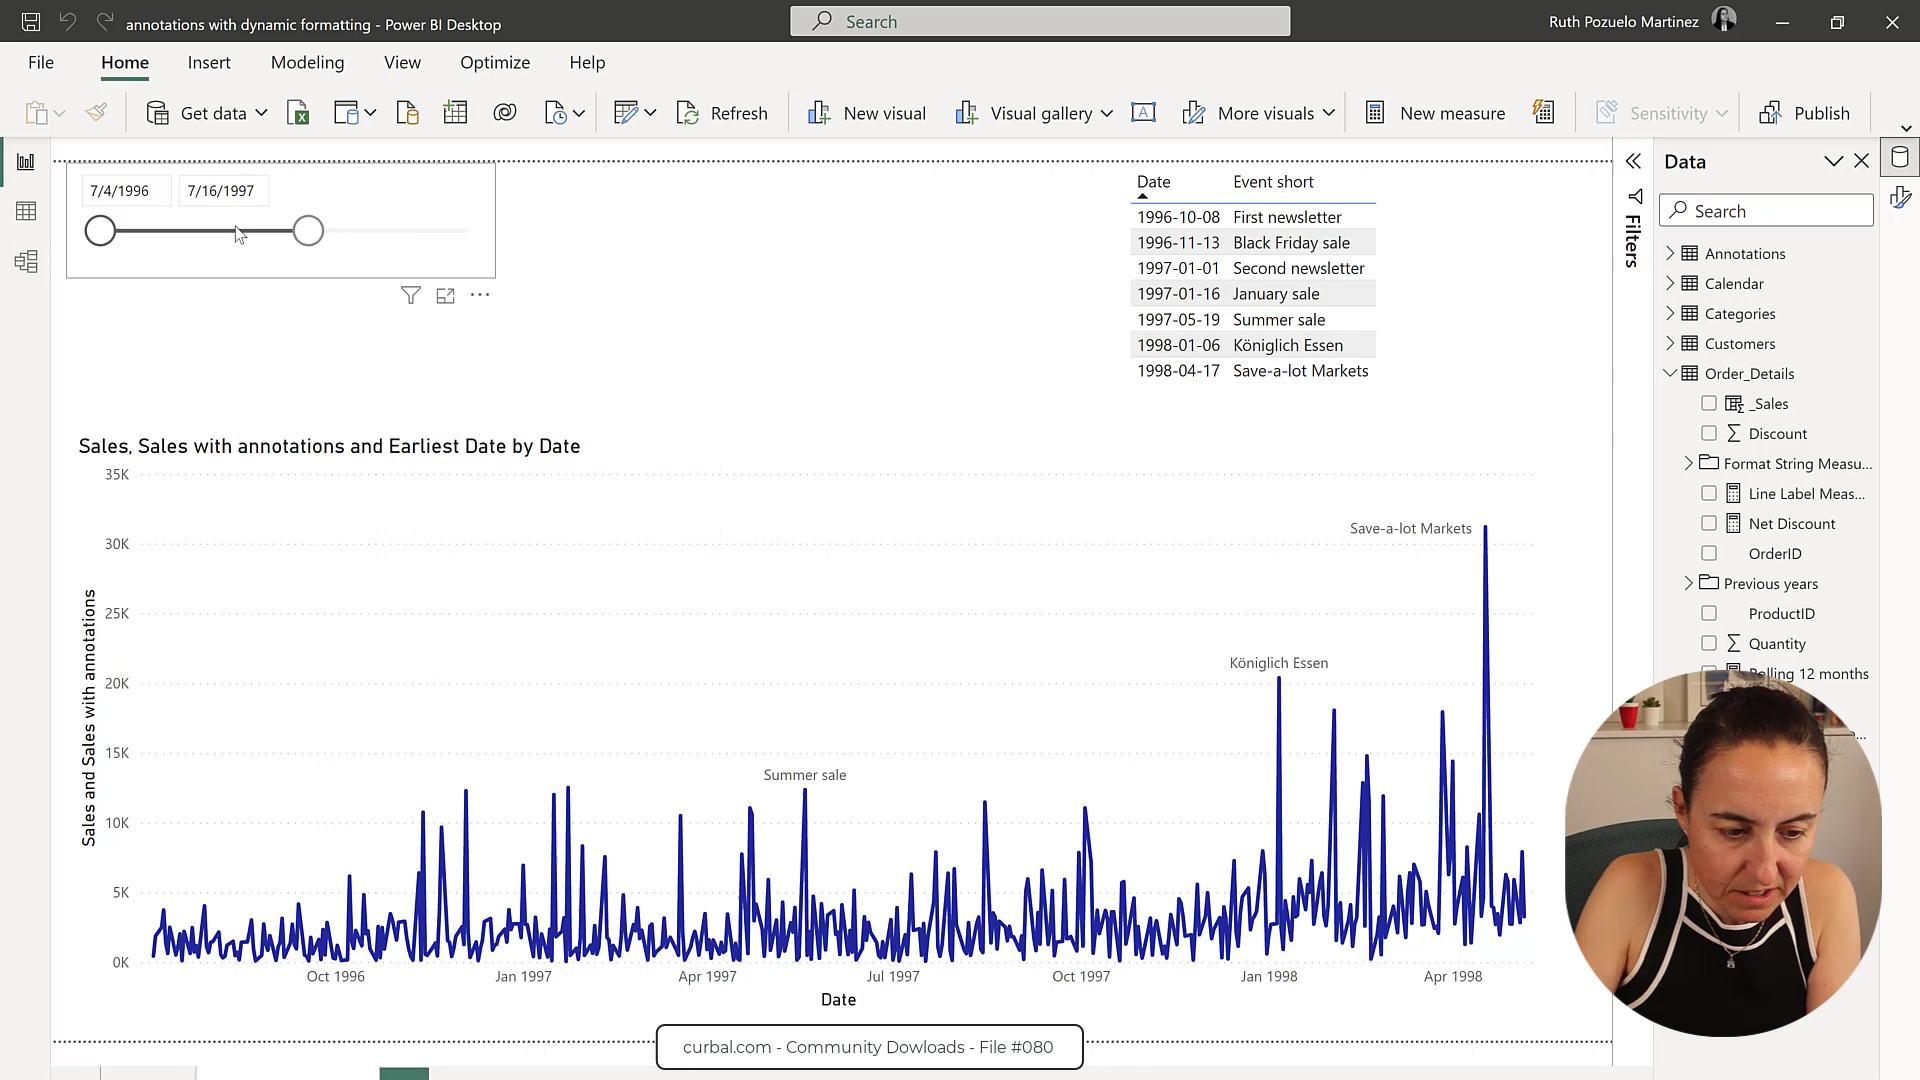 annotations with dynamic formatting - Power BI Desktop
Search
Ruth Pozuelo Martinez
File
Home
Insert
Modeling
View
Optimize
Help
Get data
Refresh
New visual
Visual gallery
More visuals
New measure
Sensitivity
Publish
7/4/1996
7/16/1997
Date Event short
1996-10-08 First newsletter
1996-11-13 Black Friday sale
1997-01-01 Second newsletter
1997-01-16 January sale
1997-05-19 Summer sale
1998-01-06 Königlich Essen
1998-04-17 Save-a-lot Markets
Filters
Data
Search
Annotations
Calendar
Categories
Customers
Order_Details
_Sales
Discount
Format String Measu...
Line Label Meas...
Net Discount
OrderID
Previous years
ProductID
Quantity
12 months
Sales, Sales with annotations and Earliest Date by Date
Sales and Sales with annotations
35K
30K
25K
20K
15K
10K
5K
0K
Save-a-lot Markets
Königlich Essen
Summer sale
Oct 1996
Jan 1997
Apr 1997
Jul 1997
Oct 1997
Jan 1998
Apr 1998
Date
curbal.com - Community Dowloads - File #080